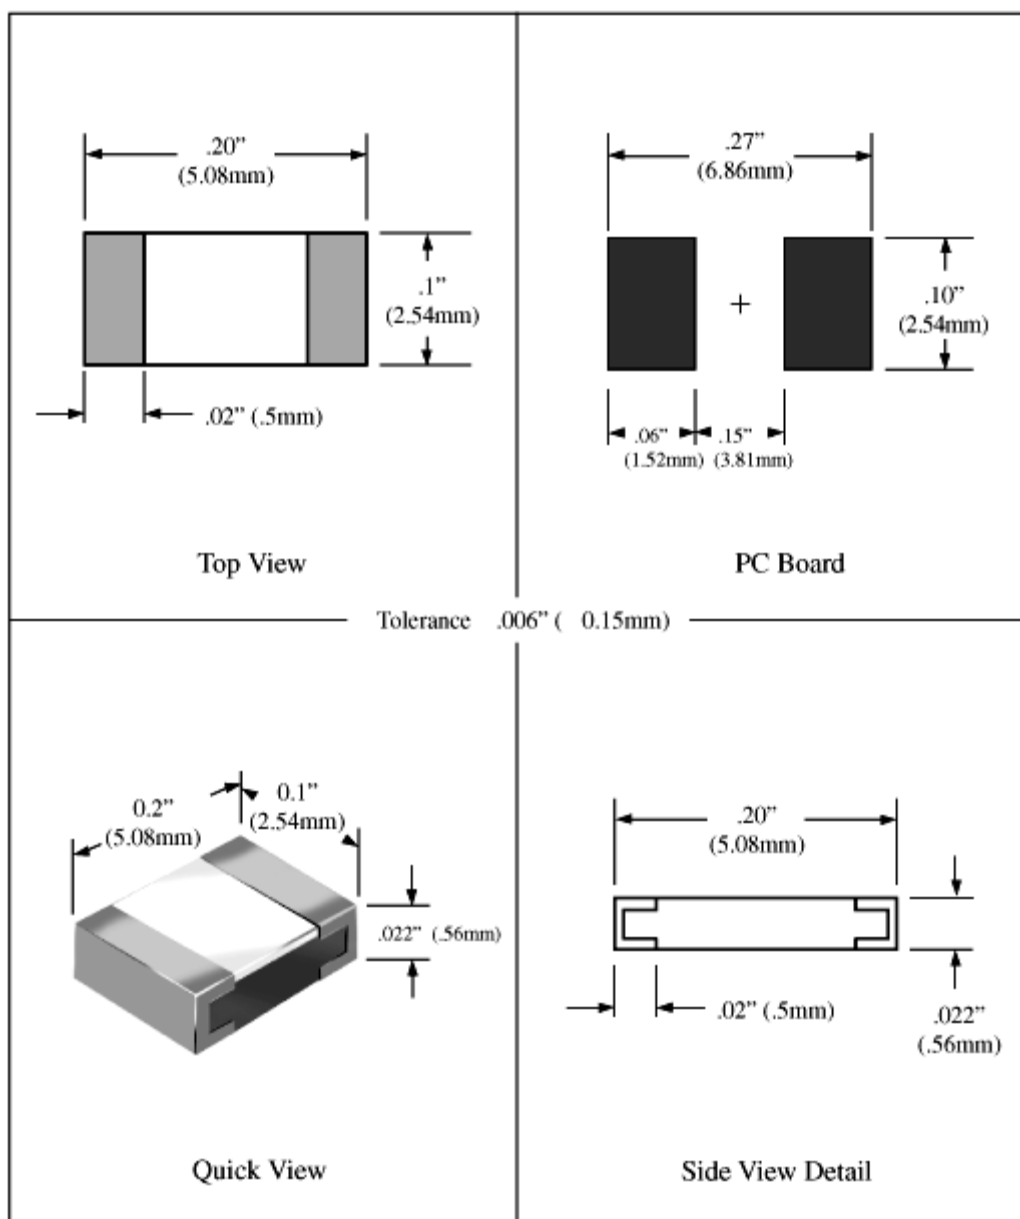 .20”
(5.08mm)
.1”
(2.54mm)
.02” (.5mm)
Top View
.27”
(6.86mm)
.10”
(2.54mm)
.06” .15”
(1.52mm) (3.81mm)
PC Board
Tolerance .006” ( 0.15mm)
0.2”
(5.08mm)
0.1”
(2.54mm)
.022” (.56mm)
Quick View
.20”
(5.08mm)
.02” (.5mm)
.022”
(.56mm)
Side View Detail